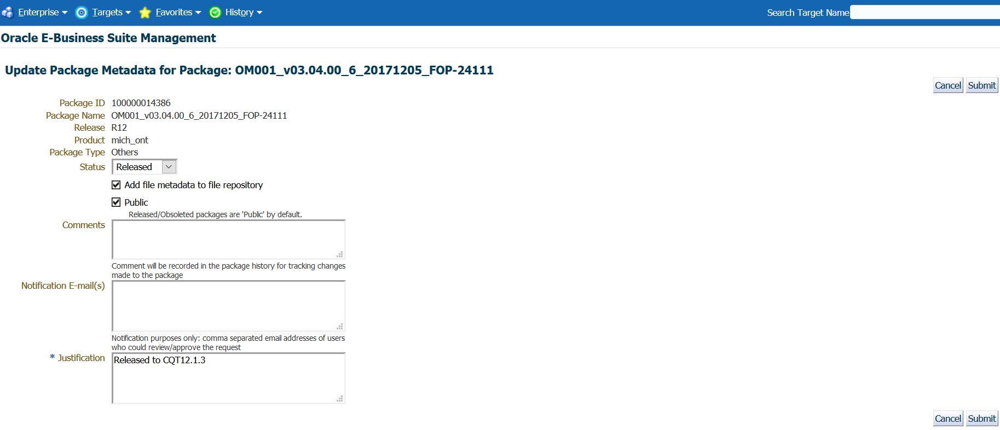 Enterprise Targets Favorites History Search Target Name
Oracle E-Business Suite Management
Update Package Metadata for Package: OM001_v03.04.00_6_20171205_FOP-24111
Cancel Submit
Package ID 100000014386
Package Name OM001_v03.04.00_6_20171205_FOP-24111
Release R12
Product mich_ont
Package Type Others
Status Released
Add file metadata to file repository
Public
Released/Obsoleted packages are 'Public' by default.
Comments
Comment will be recorded in the package history for tracking changes
made to the package
Notification E-mail(s)
Notification purposes only: comma separated email addresses of users
who could review/approve the request
* Justification Released to CQT12.1.3
Cancel Submit